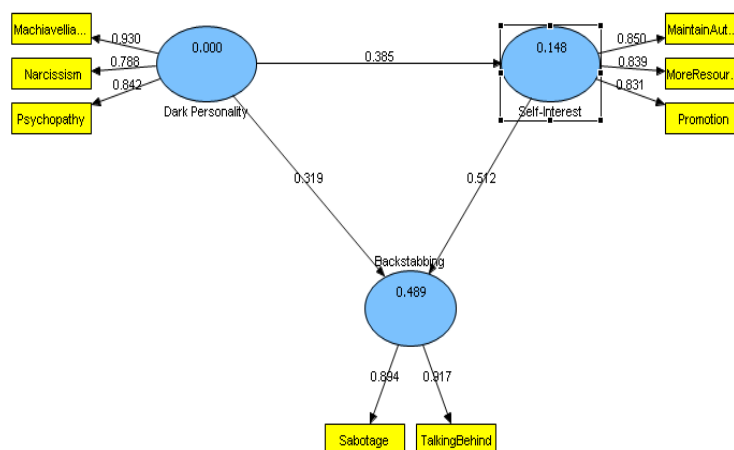 Machiavellia...
0.930
0.000
0.148
0.850
MaintainAut...
Narcissism
0.788
0.385
0.839
MoreResour...
Psychopathy
0.842
Dark Personality
Self-Interest
0.831
Promotion
0.319
0.512
Backstabbing
0.489
0.894
0.917
Sabotage
TalkingBehind